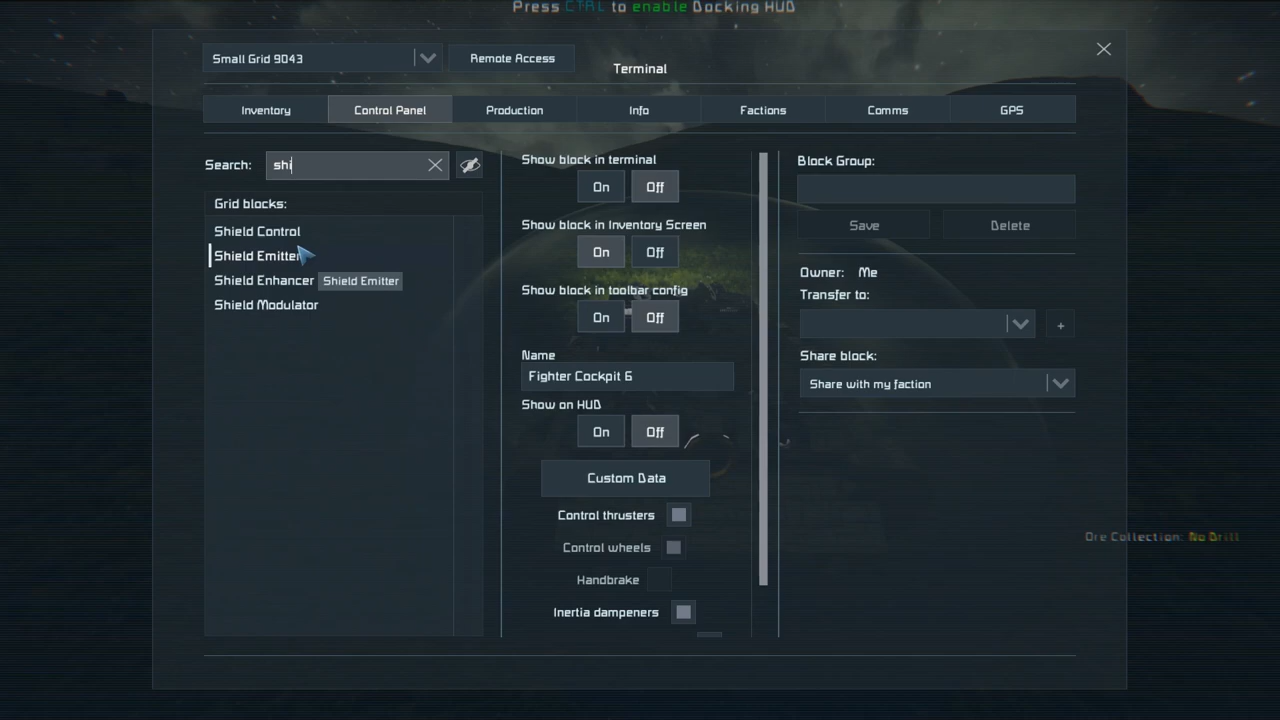 Press CTRL to enable Docking HUD
Small Grid 9043
Remote Access
Terminal
Inventory
Control Panel
Production
Info
Factions
Comms
GPS
Search:
shi
Grid blocks:
Shield Control
Shield Emitter
Shield Enhancer
Shield Emitter
Shield Modulator
Show block in terminal
On
Off
Show block in Inventory Screen
On
Off
Show block in toolbar config
On
Off
Name
Fighter Cockpit 6
Show on HUD
On
Off
Custom Data
Control thrusters
Control wheels
Handbrake
Inertia dampeners
Block Group:
Save
Delete
Owner: Me
Transfer to:
+
Share block:
Share with my faction
Ore Collection: No Drill